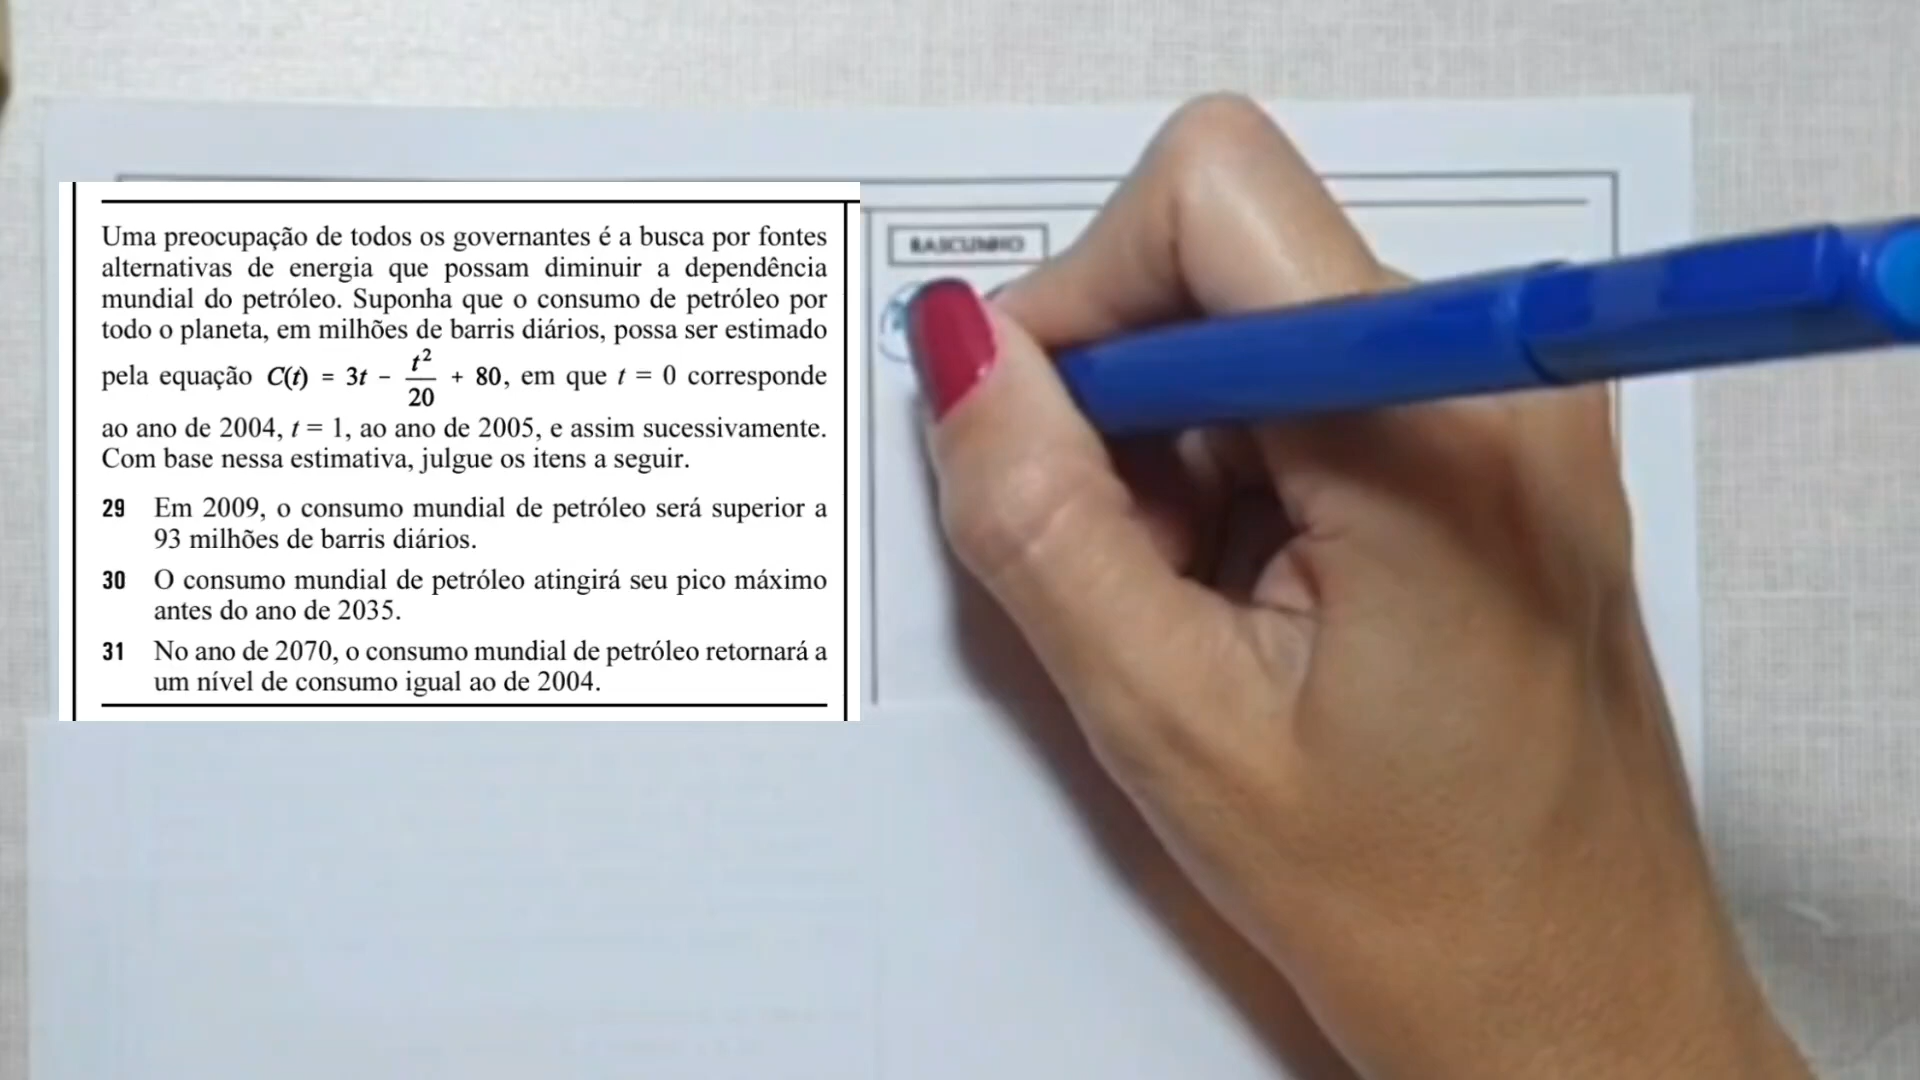 Uma preocupação de todos os governantes é a busca por fontes
alternativas de energia que possam diminuir a dependência
mundial do petróleo. Suponha que o consumo de petróleo por
todo o planeta, em milhões de barris diários, possa ser estimado
pela equação C(t) = 3t − t²/20 + 80, em que t = 0 corresponde
ao ano de 2004, t = 1, ao ano de 2005, e assim sucessivamente.
Com base nessa estimativa, julgue os itens a seguir.
29 Em 2009, o consumo mundial de petróleo será superior a
93 milhões de barris diários.
30 O consumo mundial de petróleo atingirá seu pico máximo
antes do ano de 2035.
31 No ano de 2070, o consumo mundial de petróleo retornará a
um nível de consumo igual ao de 2004.
RASCUNHO